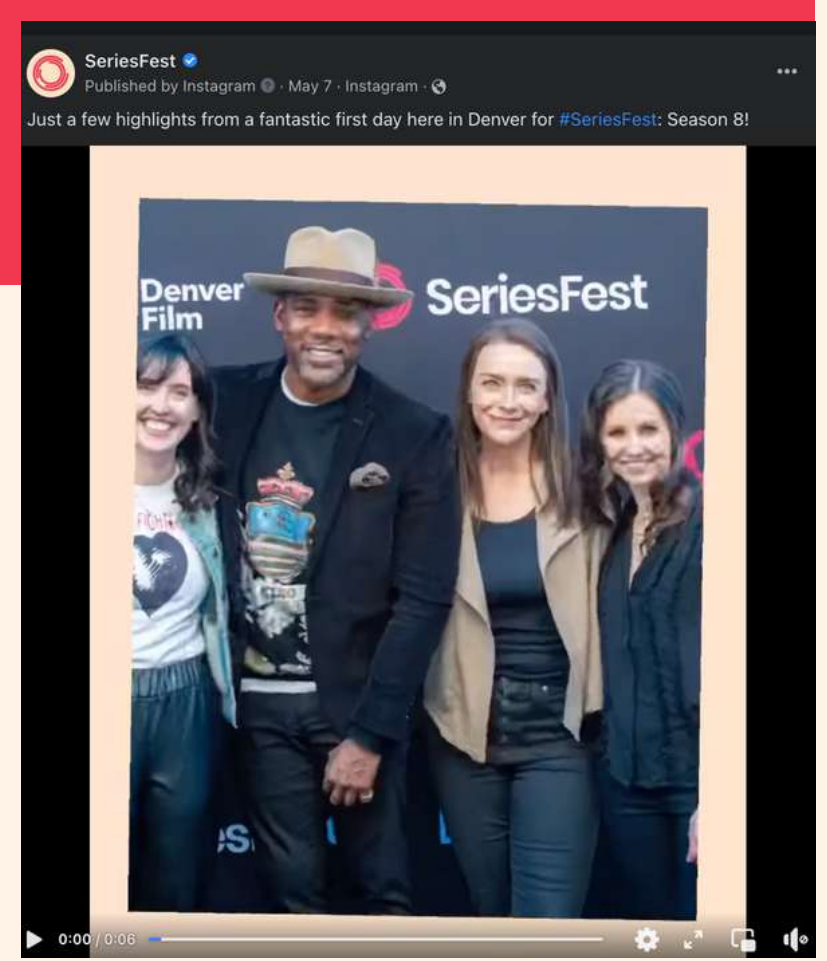 SeriesFest
Published by Instagram · May 7 · Instagram ·
Just a few highlights from a fantastic first day here in Denver for #SeriesFest: Season 8!
Denver
Film
SeriesFest
es
0:00 / 0:06